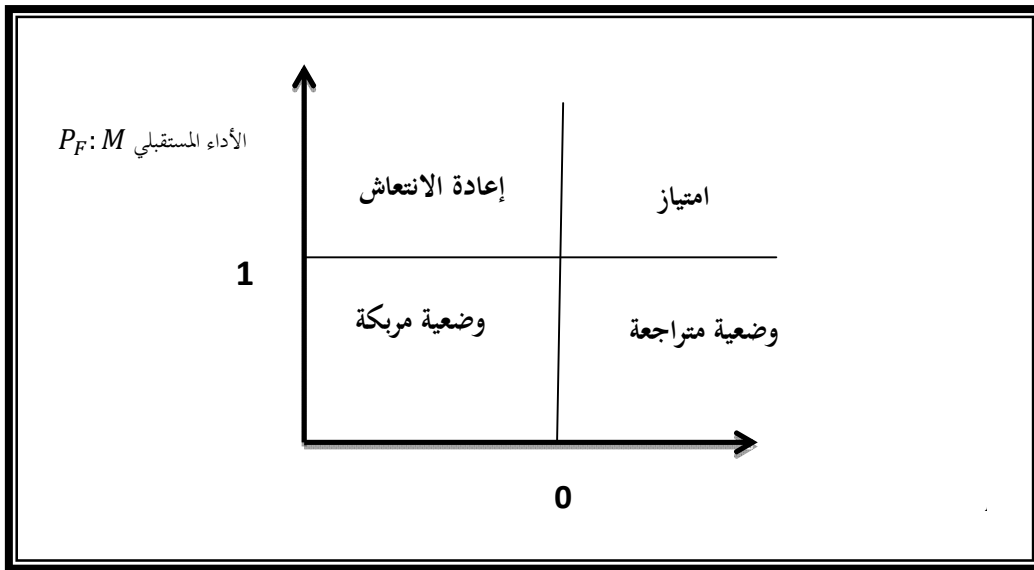 الأداء المستقبلي P_F: M
امتياز
إعادة الانتعاش
1
وضعية متراجعة
وضعية مربكة
0